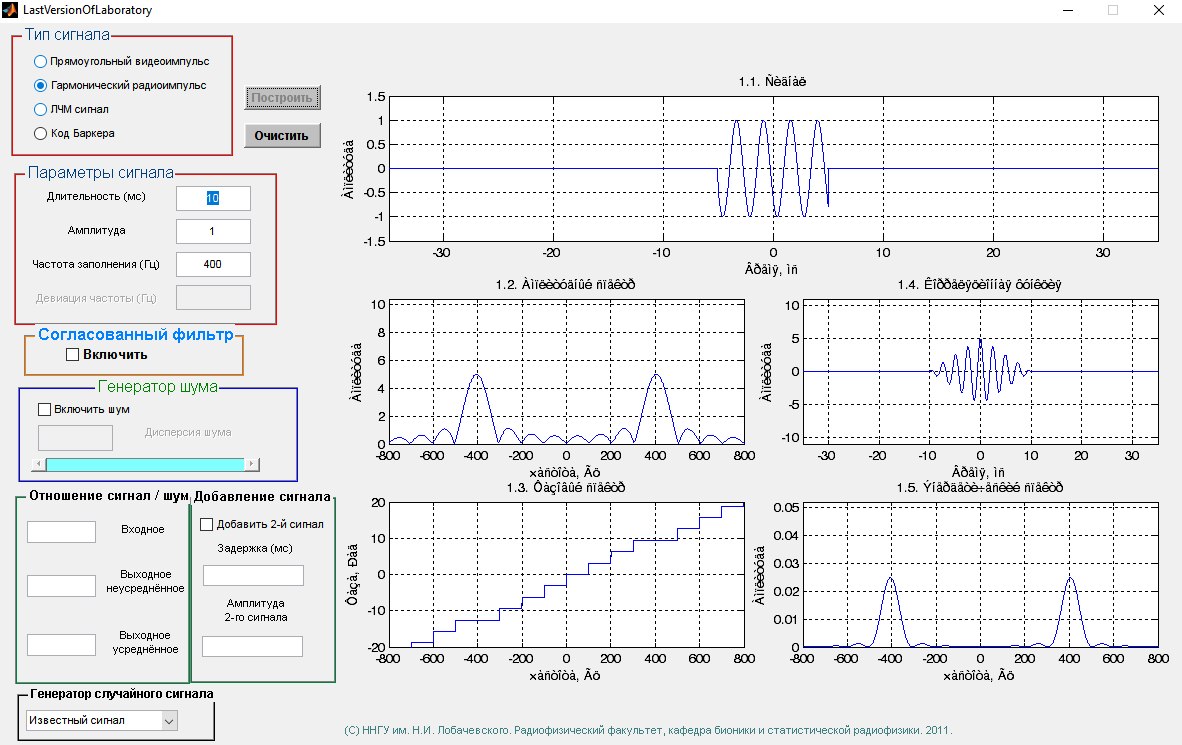 LastVersionOfLaboratory
Тип сигнала
Прямоугольный видеоимпульс
Гармонический радиоимпульс
ЛЧМ сигнал
Код Баркера
Построить
Очистить
Параметры сигнала
Длительность (мс)
10
Амплитуда
1
Частота заполнения (Гц)
400
Девиация частоты (Гц)
Согласованный фильтр
Включить
Генератор шума
Включить шум
Дисперсия шума
Отношение сигнал / шум
Входное
Выходное
неусреднённое
Выходное
усреднённое
Добавление сигнала
Добавить 2-й сигнал
Задержка (мс)
Амплитуда
2-го сигнала
Генератор случайного сигнала
Известный сигнал
1.1. Ñèãíàë
Àìïëèòóäà
1.5
1
0.5
0
-0.5
-1
-1.5
-30 -20 -10 0 10 20 30
Âðåìÿ, ìñ
1.2. Àìïëèòóäíûé ñïåêòð
Àìïëèòóäà
10
8
6
4
2
0
-800 -600 -400 -200 0 200 400 600 800
×àñòîòà, Ãö
1.4. Êîððåëÿöèîííàÿ ôóíêöèÿ
Àìïëèòóäà
10
5
0
-5
-10
-30 -20 -10 0 10 20 30
Âðåìÿ, ìñ
1.3. Ôàçîâûé ñïåêòð
Ôàçà, Ðàä
20
10
0
-10
-20
-800 -600 -400 -200 0 200 400 600 800
×àñòîòà, Ãö
1.5. Ýíåðãåòè÷åñêèé ñïåêòð
Àìïëèòóäà
0.05
0.04
0.03
0.02
0.01
0
-800 -600 -400 -200 0 200 400 600 800
×àñòîòà, Ãö
(C) ННГУ им. Н.И. Лобачевского. Радиофизический факультет, кафедра бионики и статистической радиофизики. 2011.